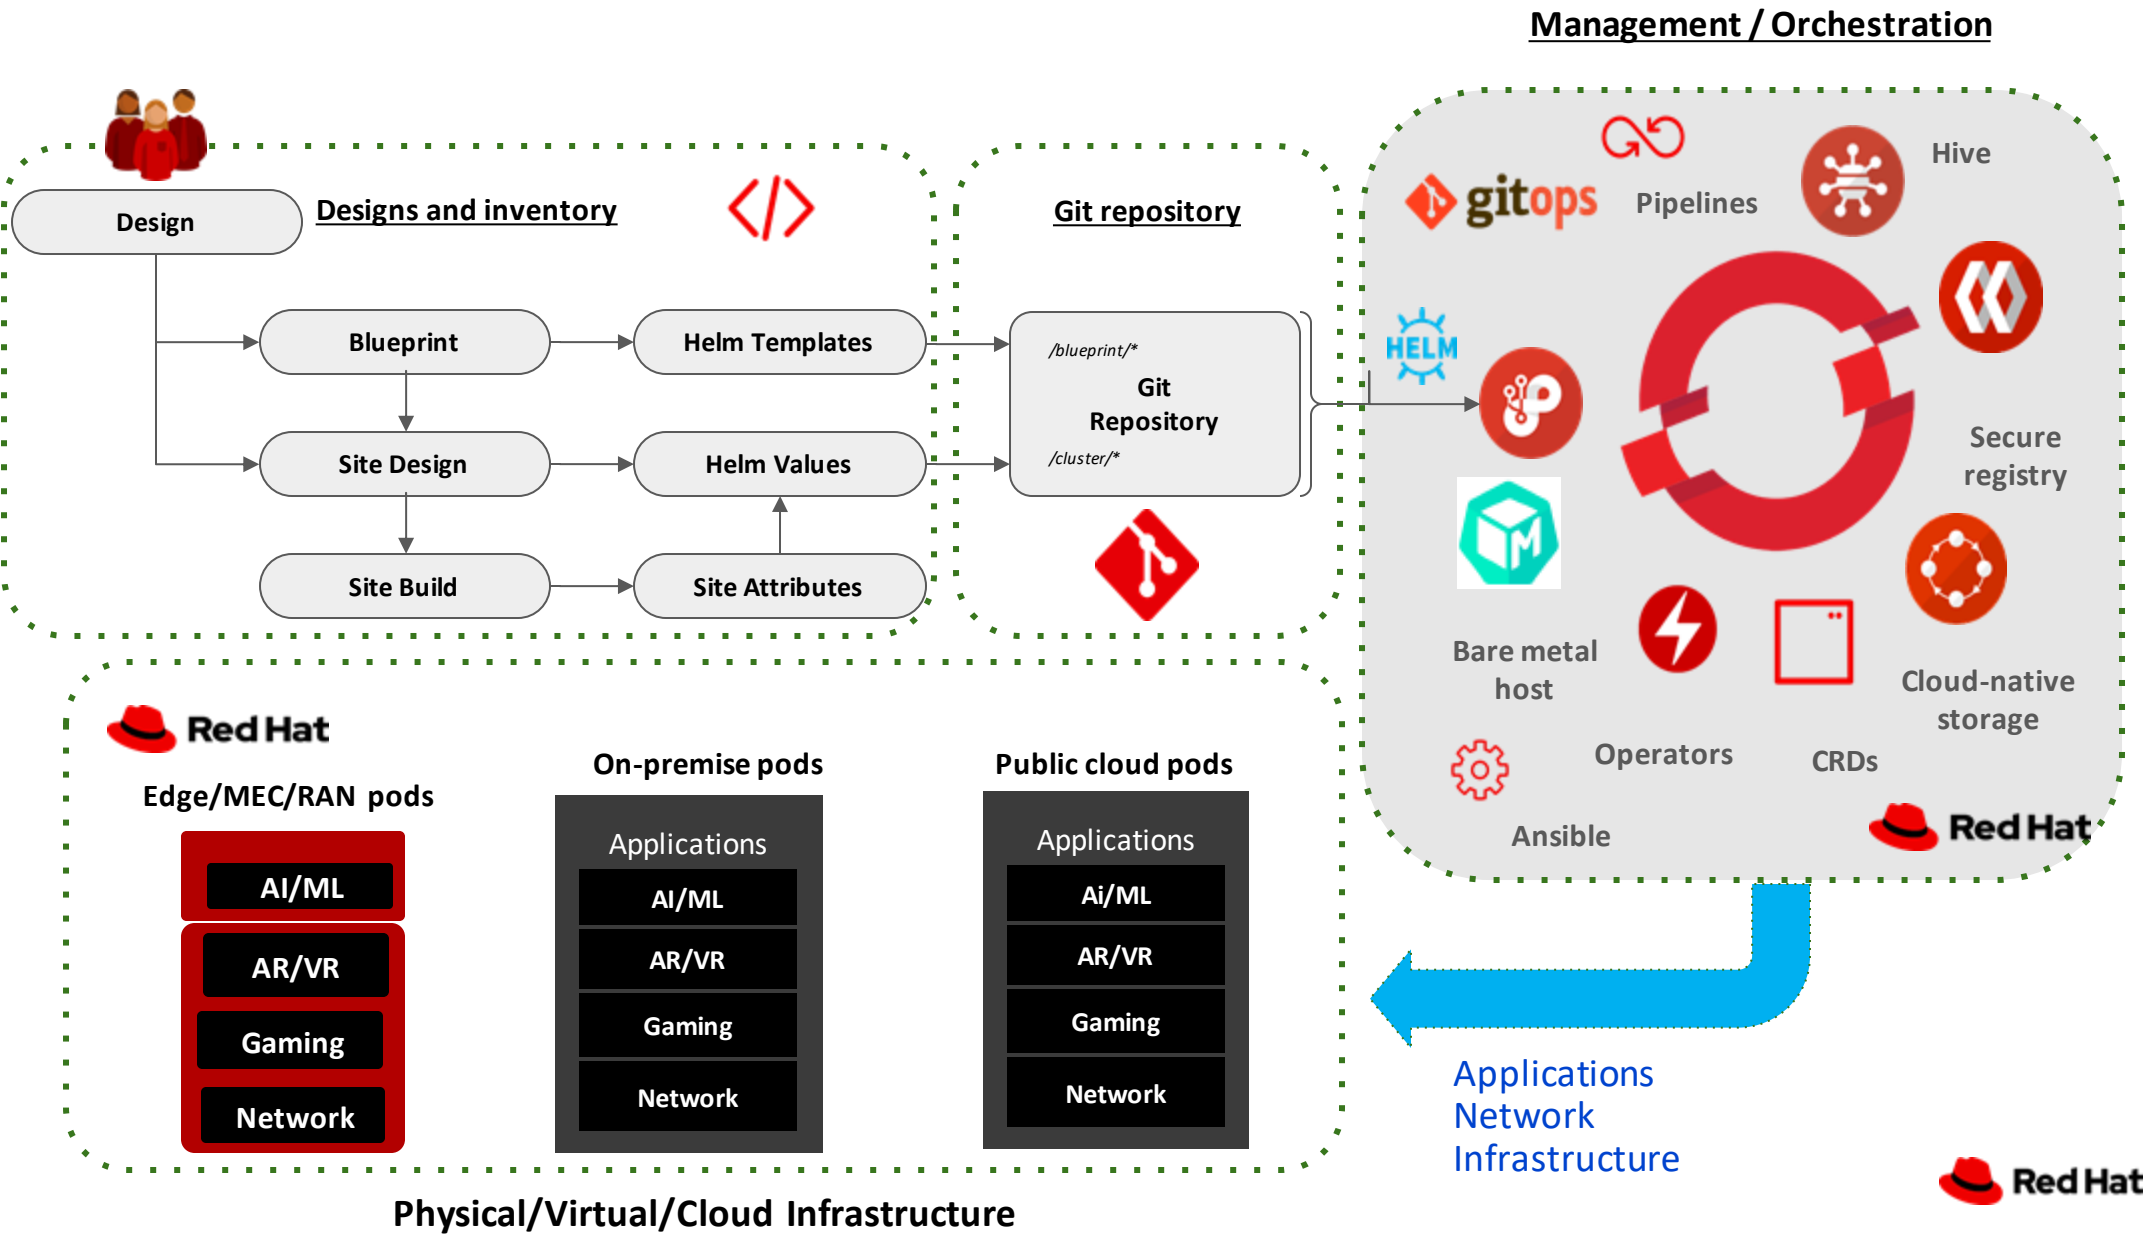 Management / Orchestration
Design
Designs and inventory
Blueprint
Helm Templates
Site Design
Helm Values
Site Build
Site Attributes
Git repository
/blueprint/*
Git
Repository
/cluster/*
gitops
Pipelines
Hive
HELM
Secure
registry
M
Bare metal
host
Operators
CRDs
Cloud-native
storage
Ansible
Red Hat
Red Hat
Edge/MEC/RAN pods
AI/ML
AR/VR
Gaming
Network
On-premise pods
Applications
AI/ML
AR/VR
Gaming
Network
Public cloud pods
Applications
Ai/ML
AR/VR
Gaming
Network
Applications
Network
Infrastructure
Physical/Virtual/Cloud Infrastructure
Red Hat